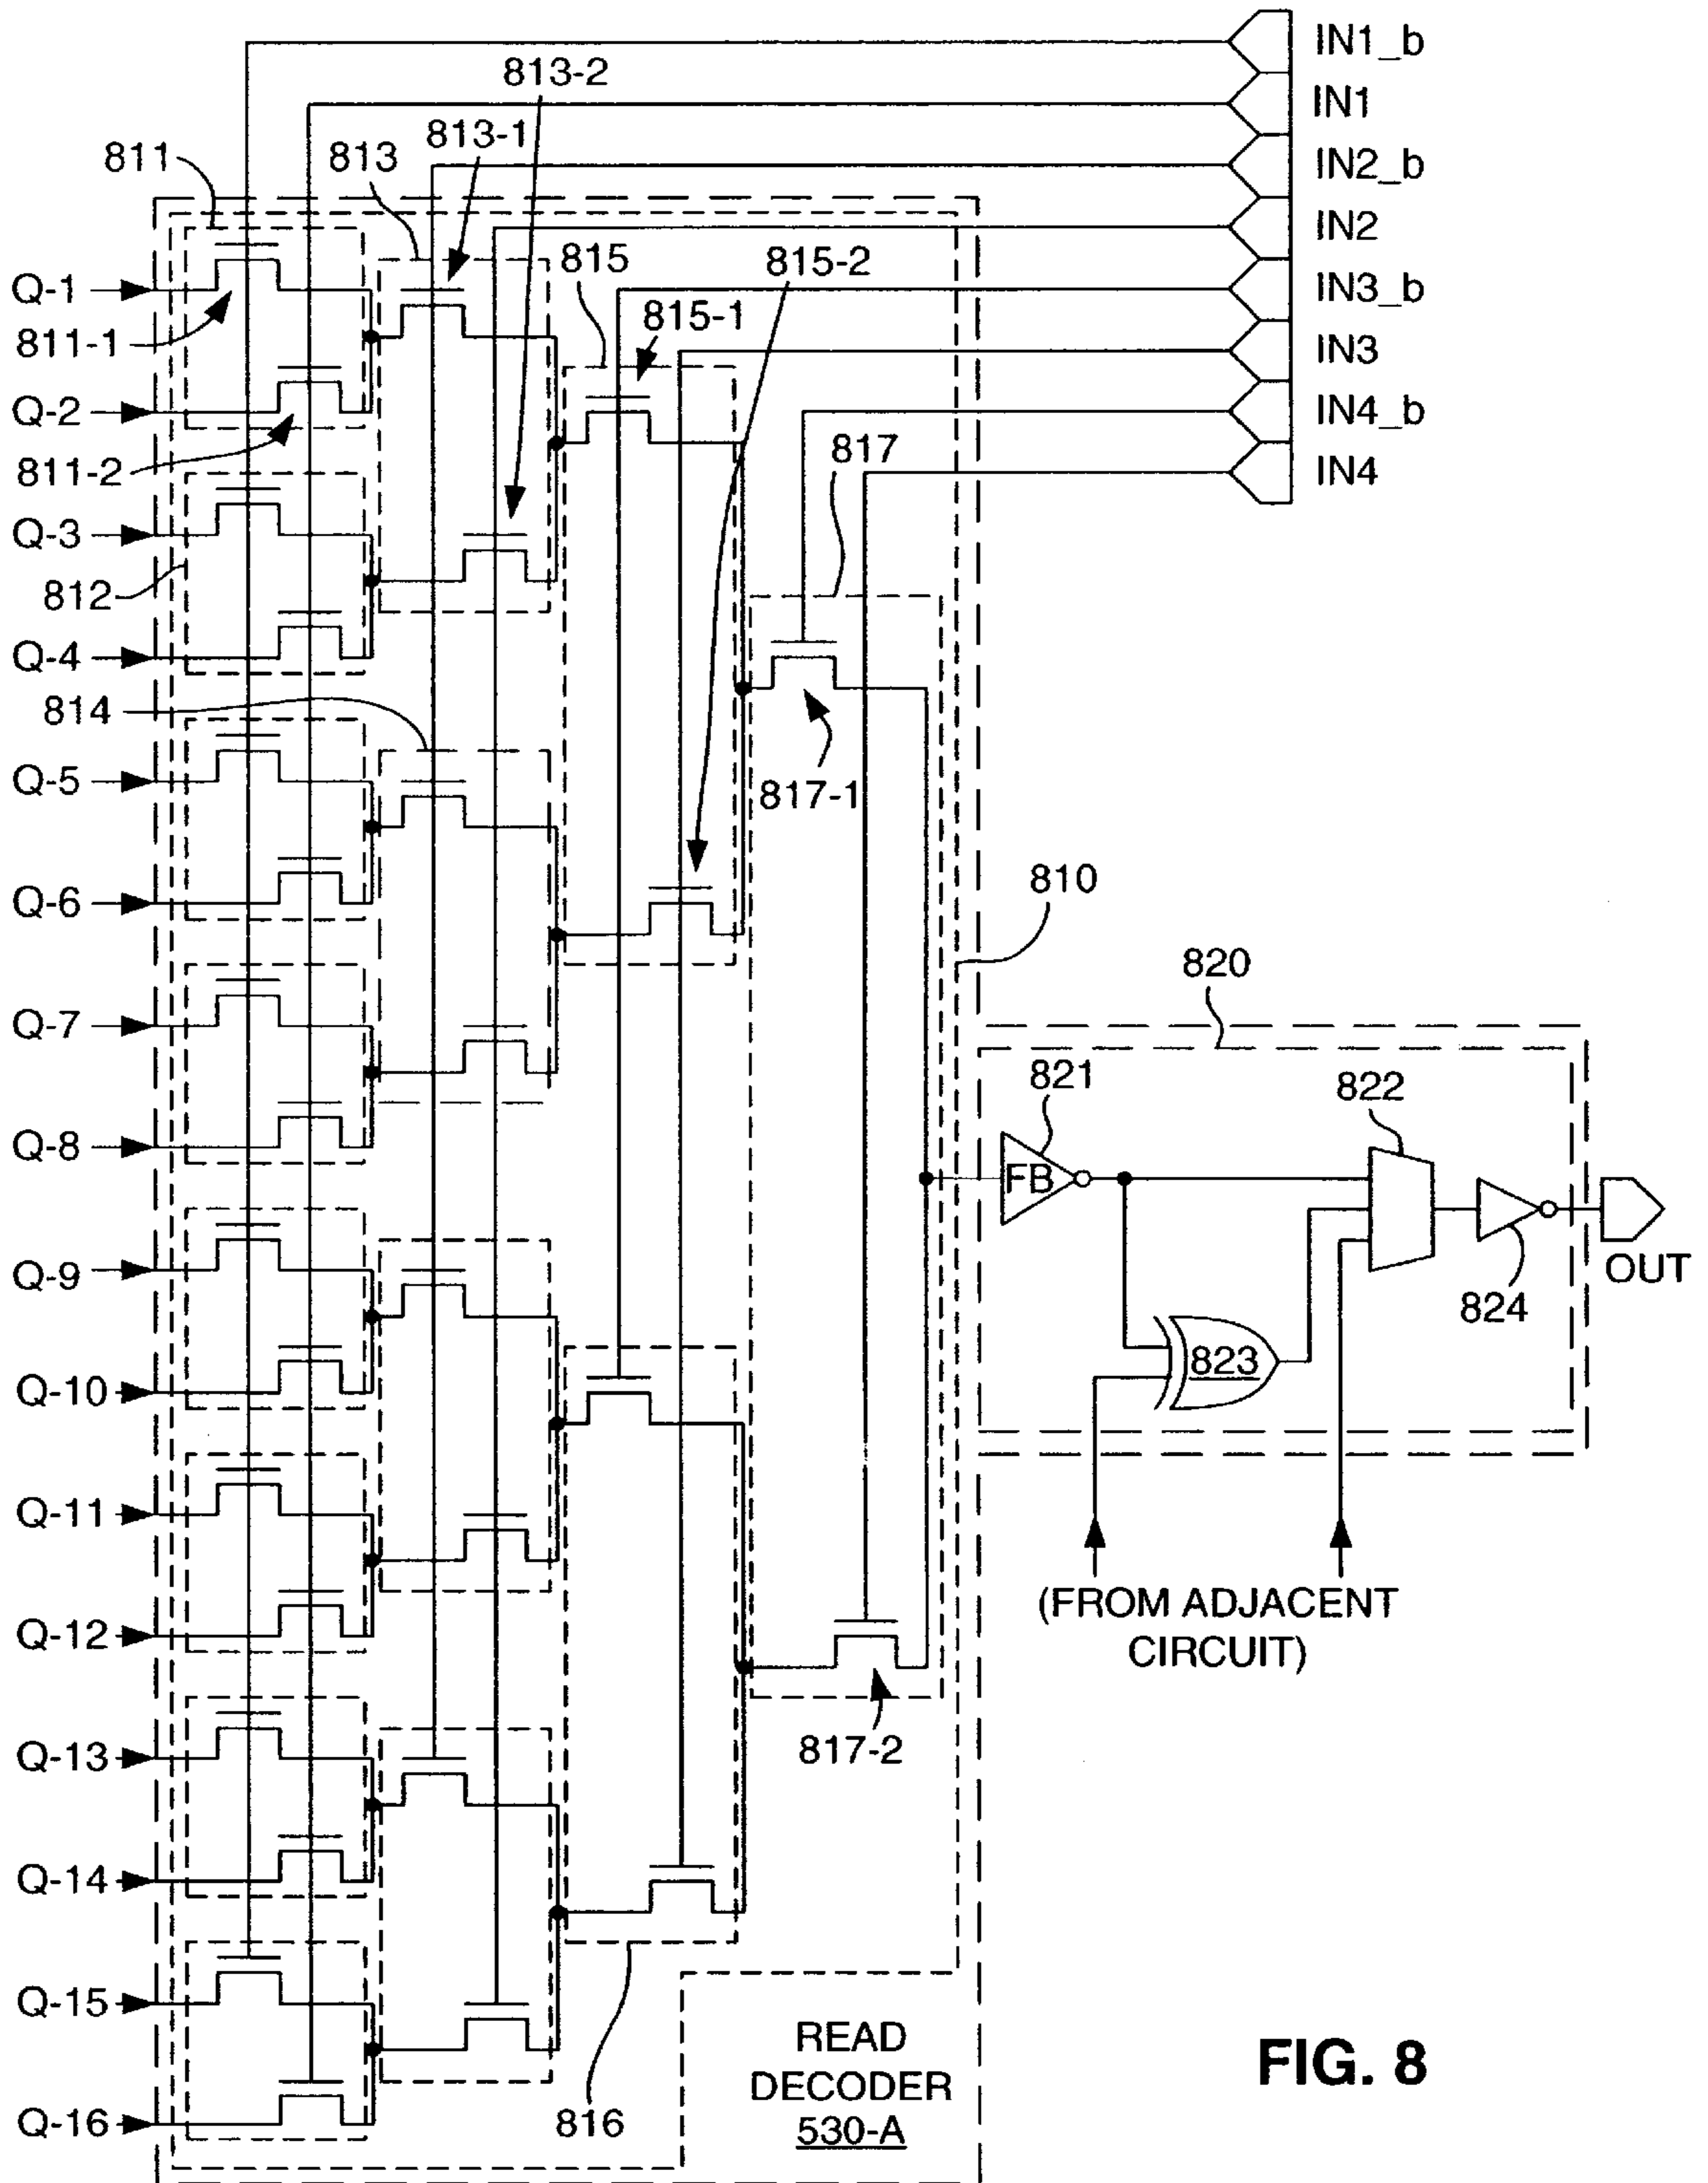 IN1_b
IN1
IN2_b
IN2
IN3_b
IN3
IN4_b
IN4
813-2
813-1
811
813
815
815-2
Q-1
811-1
815-1
Q-2
811-2
817
Q-3
812
Q-4
814
Q-5
817-1
810
Q-6
820
Q-7
821
822
Q-8
FB
Q-9
OUT
824
823
Q-10
Q-11
(FROM ADJACENT
CIRCUIT)
Q-12
Q-13
817-2
Q-14
Q-15
READ
DECODER
530-A
FIG. 8
Q-16
816